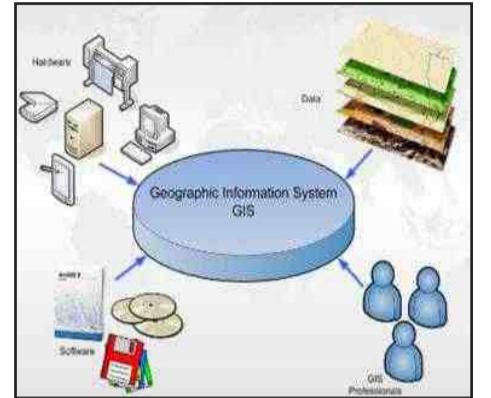 Hardware
Data
Geographic Information System
GIS
Software
GIS
Professionals